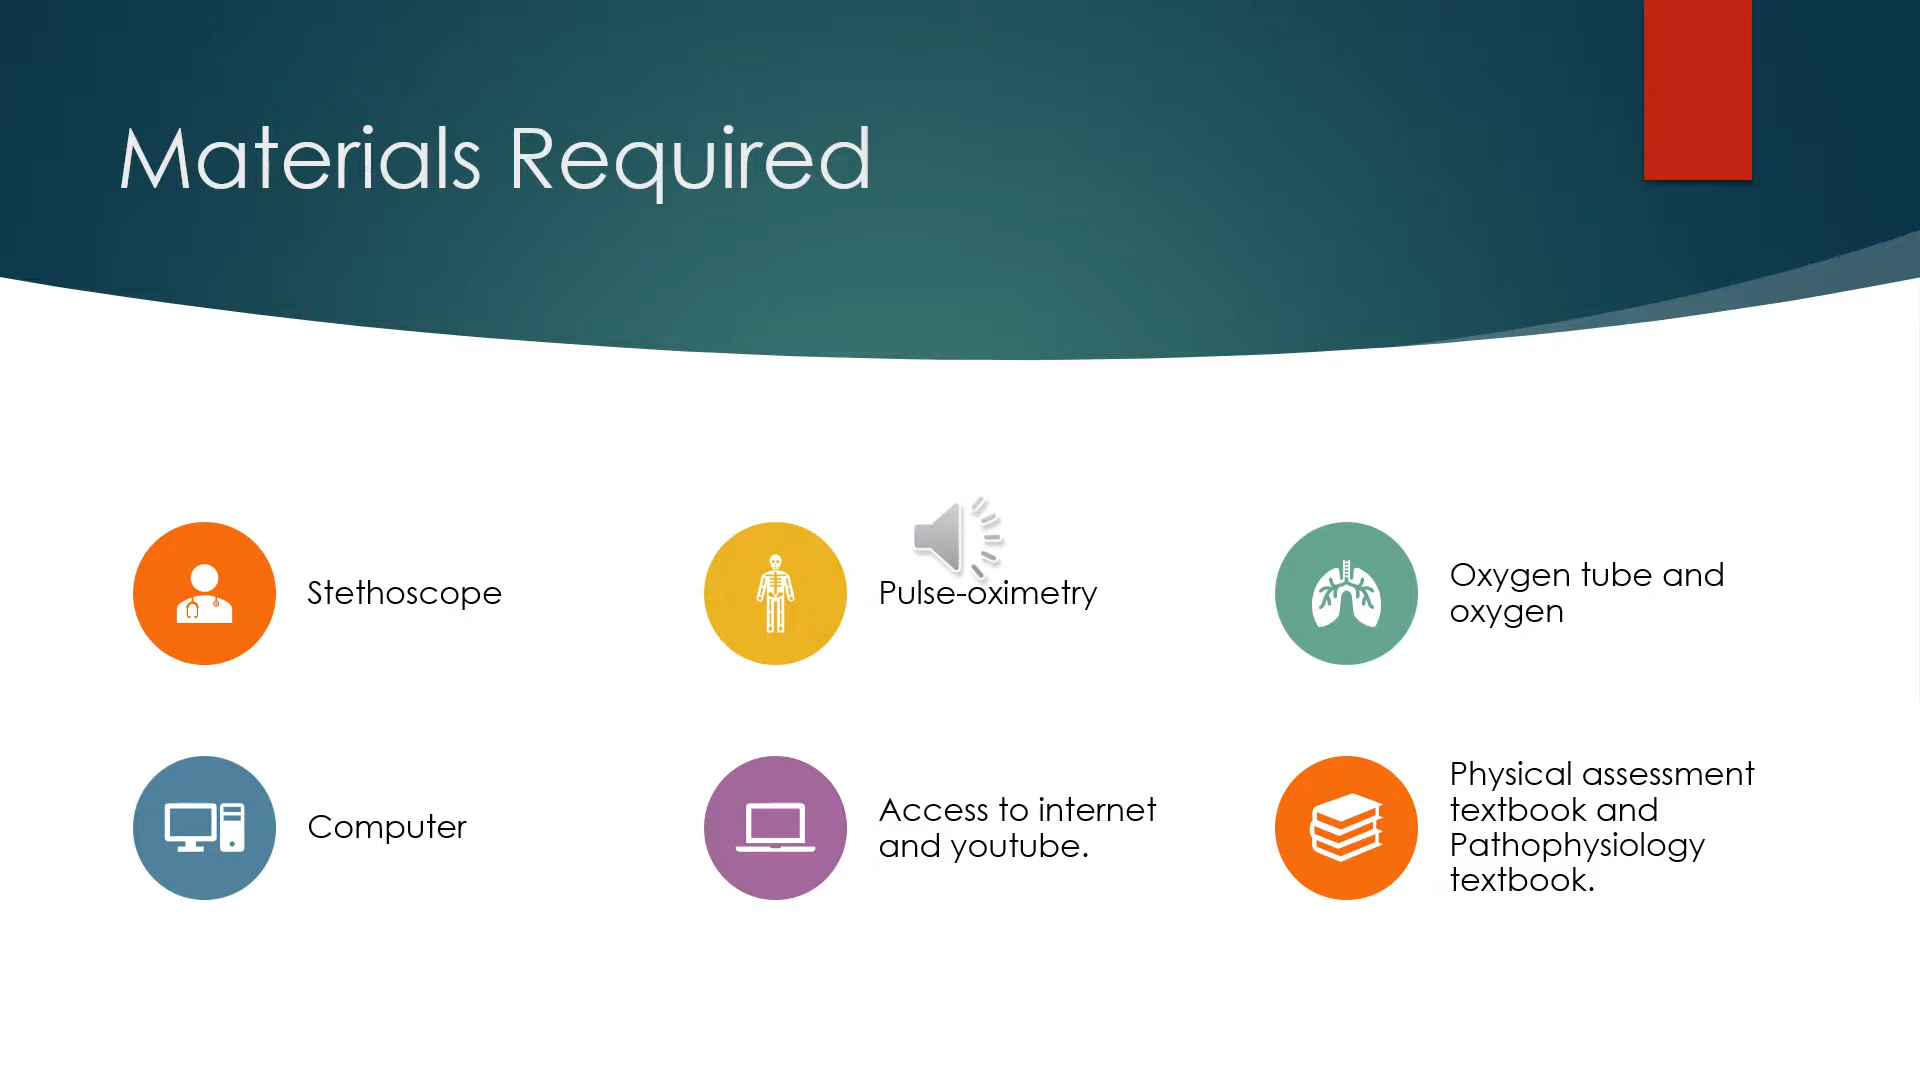 Materials Required
Stethoscope
Pulse-oximetry
Oxygen tube and
oxygen
Computer
Access to internet
and youtube.
Physical assessment
textbook and
Pathophysiology
textbook.